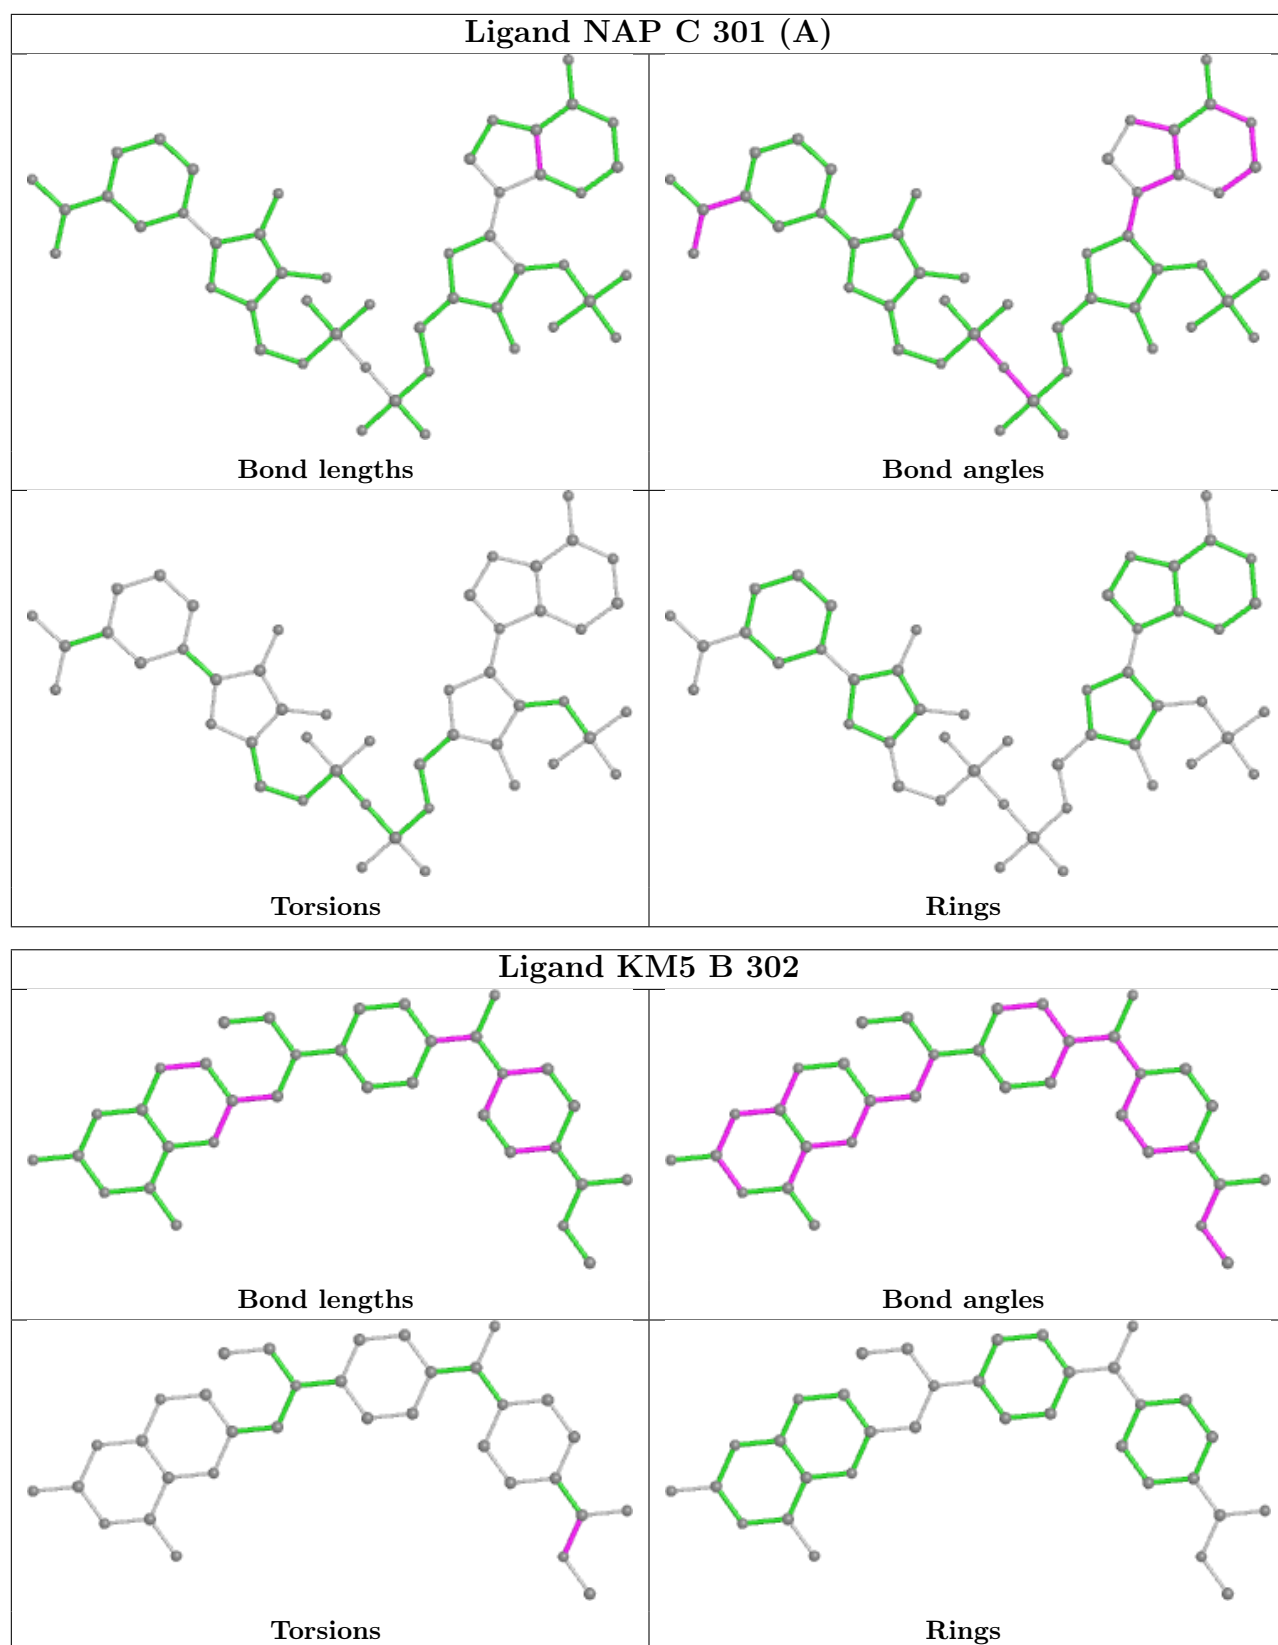 Ligand NAP C 301 (A)
Bond lengths
Bond angles
Torsions
Rings
Ligand KM5 B 302
Bond lengths
Bond angles
Torsions
Rings